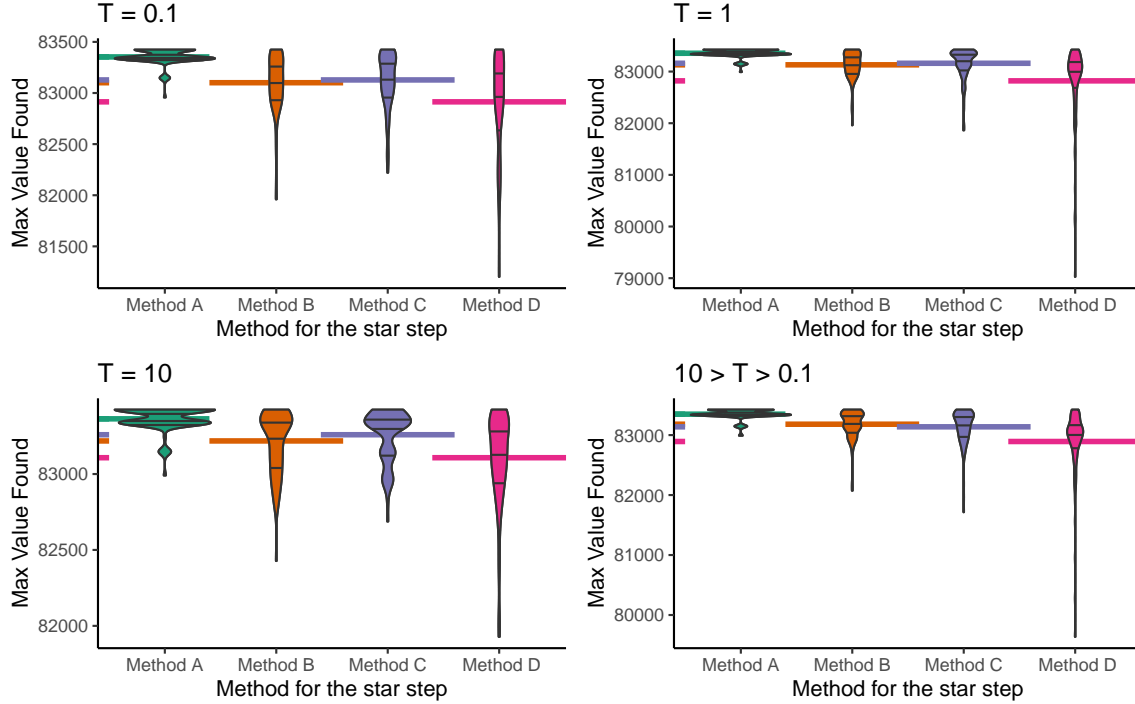 T = 0.1
Max Value Found
83500
83000
82500
82000
81500
Method A
Method B
Method C
Method D
Method for the star step
T = 1
Max Value Found
83000
82000
81000
80000
79000
Method A
Method B
Method C
Method D
Method for the star step
T = 10
Max Value Found
83000
82500
82000
Method A
Method B
Method C
Method D
Method for the star step
10 > T > 0.1
Max Value Found
83000
82000
81000
80000
Method A
Method B
Method C
Method D
Method for the star step